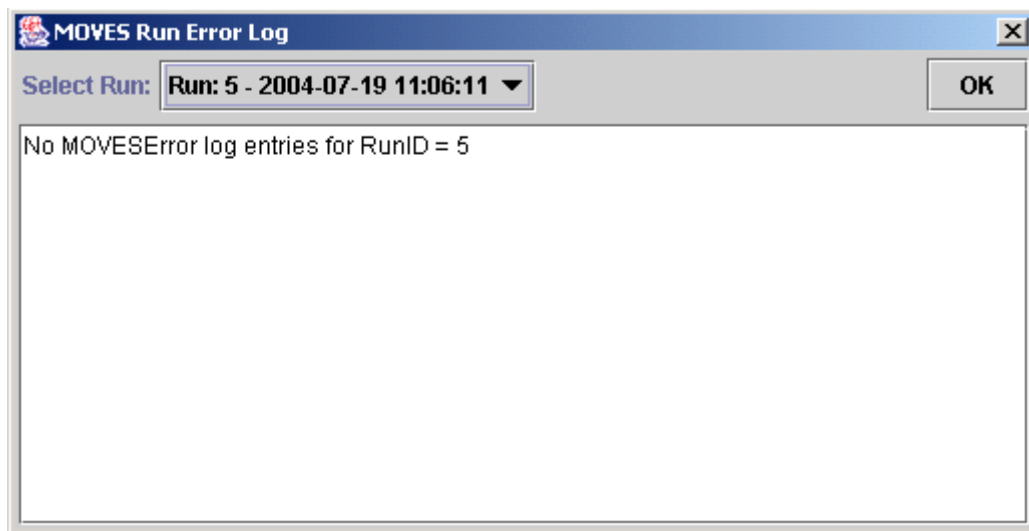 MOVES Run Error Log
Select Run: Run: 5 - 2004-07-19 11:06:11 OK
No MOVESError log entries for RunID = 5